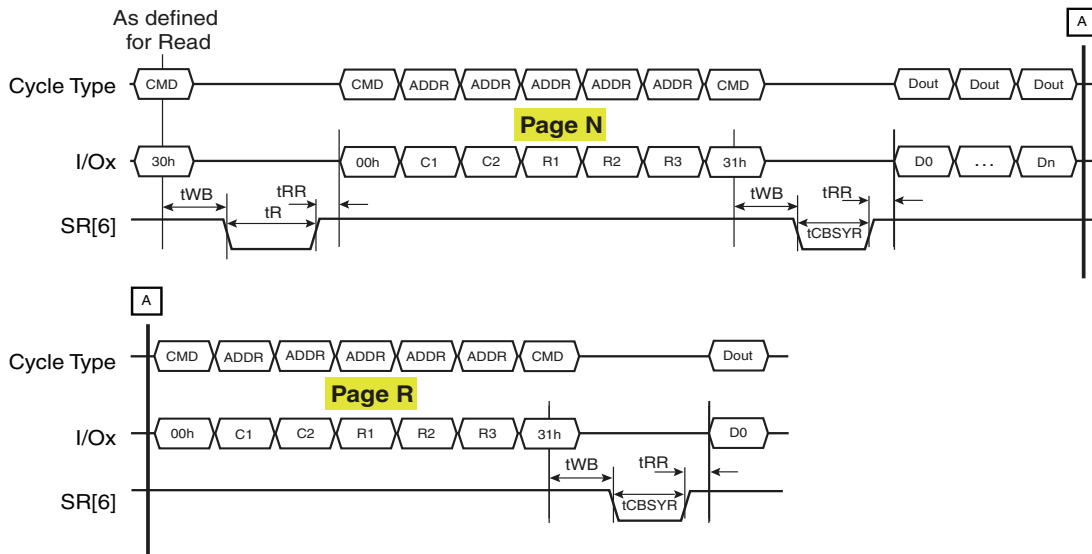 As defined
for Read
A
Cycle Type CMD CMD ADDR ADDR ADDR ADDR ADDR CMD Dout Dout Dout
Page N
I/Ox 30h 00h C1 C2 R1 R2 R3 31h D0 ... Dn
tWB tR tRR tWB tCBSYR tRR
SR[6]
A
Cycle Type CMD ADDR ADDR ADDR ADDR ADDR CMD Dout
Page R
I/Ox 00h C1 C2 R1 R2 R3 31h D0
tWB tCBSYR tRR
SR[6]